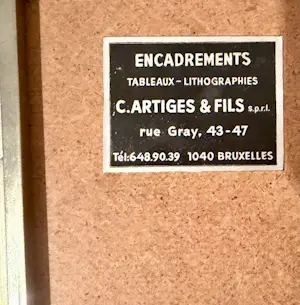 ENCADREMENTS
TABLEAUX - LITHOGRAPHIES
C.ARTIGES & FILS s.p.r.l.
rue Gray, 43-47
Tél.648.90.39 1040 BRUXELLES